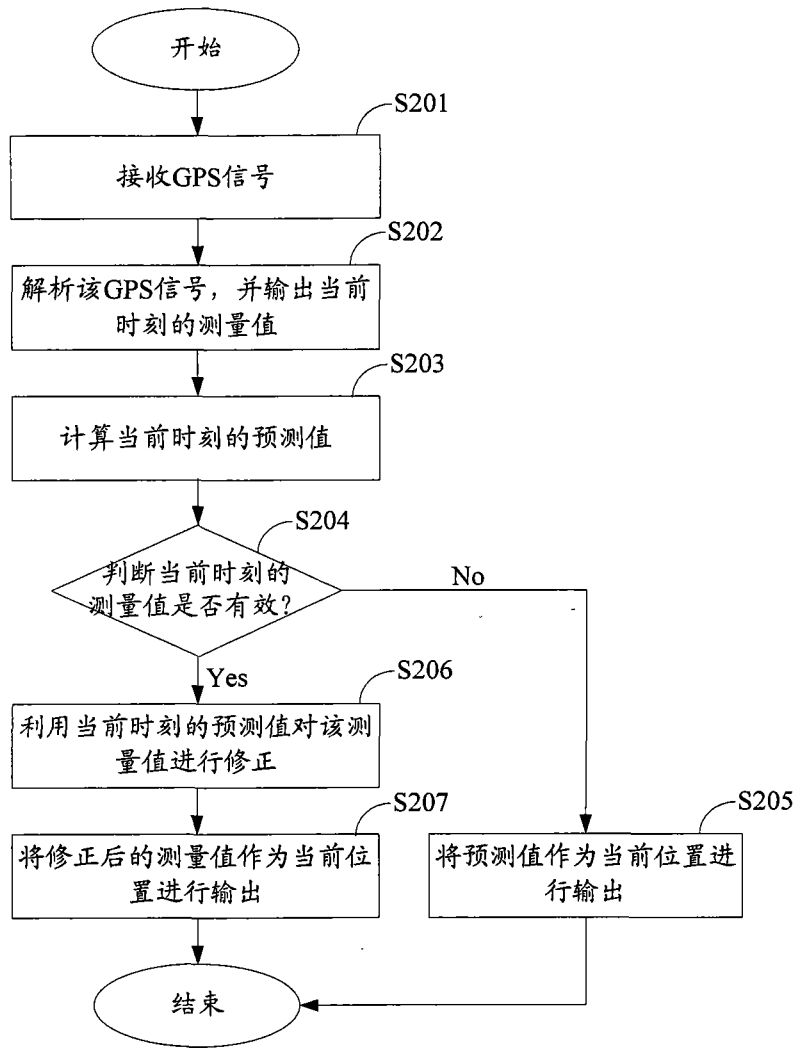 开始
S201
接收GPS信号
S202
解析该GPS信号，并输出当前
时刻的测量值
S203
计算当前时刻的预测值
S204
判断当前时刻的
测量值是否有效？
No
Yes
S206
利用当前时刻的预测值对该测
量值进行修正
S207
将修正后的测量值作为当前位
置进行输出
S205
将预测值作为当前位置进
行输出
结束